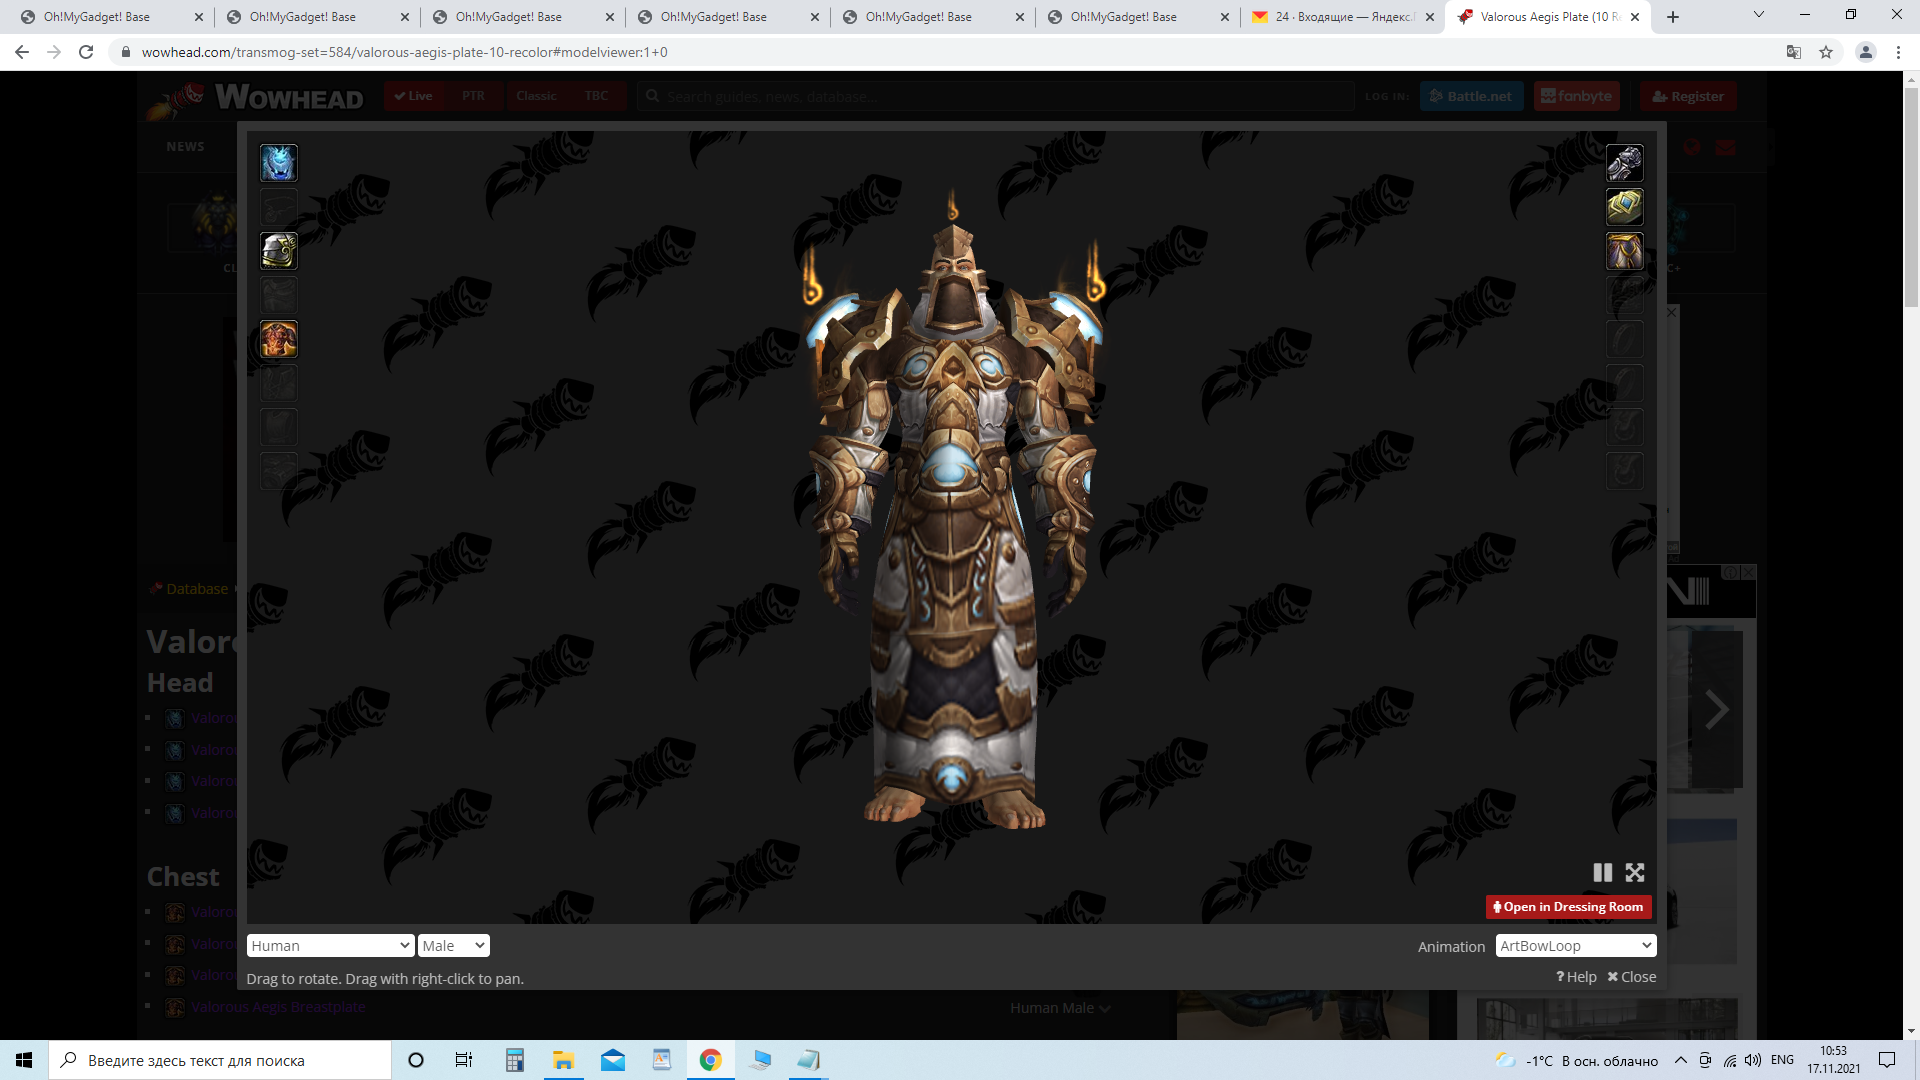 Oh!MyGadget! Base
Oh!MyGadget! Base
Oh!MyGadget! Base
Oh!MyGadget! Base
Oh!MyGadget! Base
Oh!MyGadget! Base
24 · Входящие — Яндекс.
Valorous Aegis Plate (10 Re
wowhead.com/transmog-set=584/valorous-aegis-plate-10-recolor#modelviewer:1+0
WOWHEAD
Live
PTR
Classic
TBC
Search guides, news, database...
LOG IN:
Battle.net
fanbyte
Register
NEWS
CL
C+
Database
Valoro
Head
Valoro
Valoro
Valoro
Valoro
Chest
Valoro
Valoro
Valoro
Valorous Aegis Breastplate
Human Male
Open in Dressing Room
Human
Male
Animation
ArtBowLoop
Drag to rotate. Drag with right-click to pan.
? Help
Close
Введите здесь текст для поиска
-1°C В осн. облачно
ENG
10:53
17.11.2021